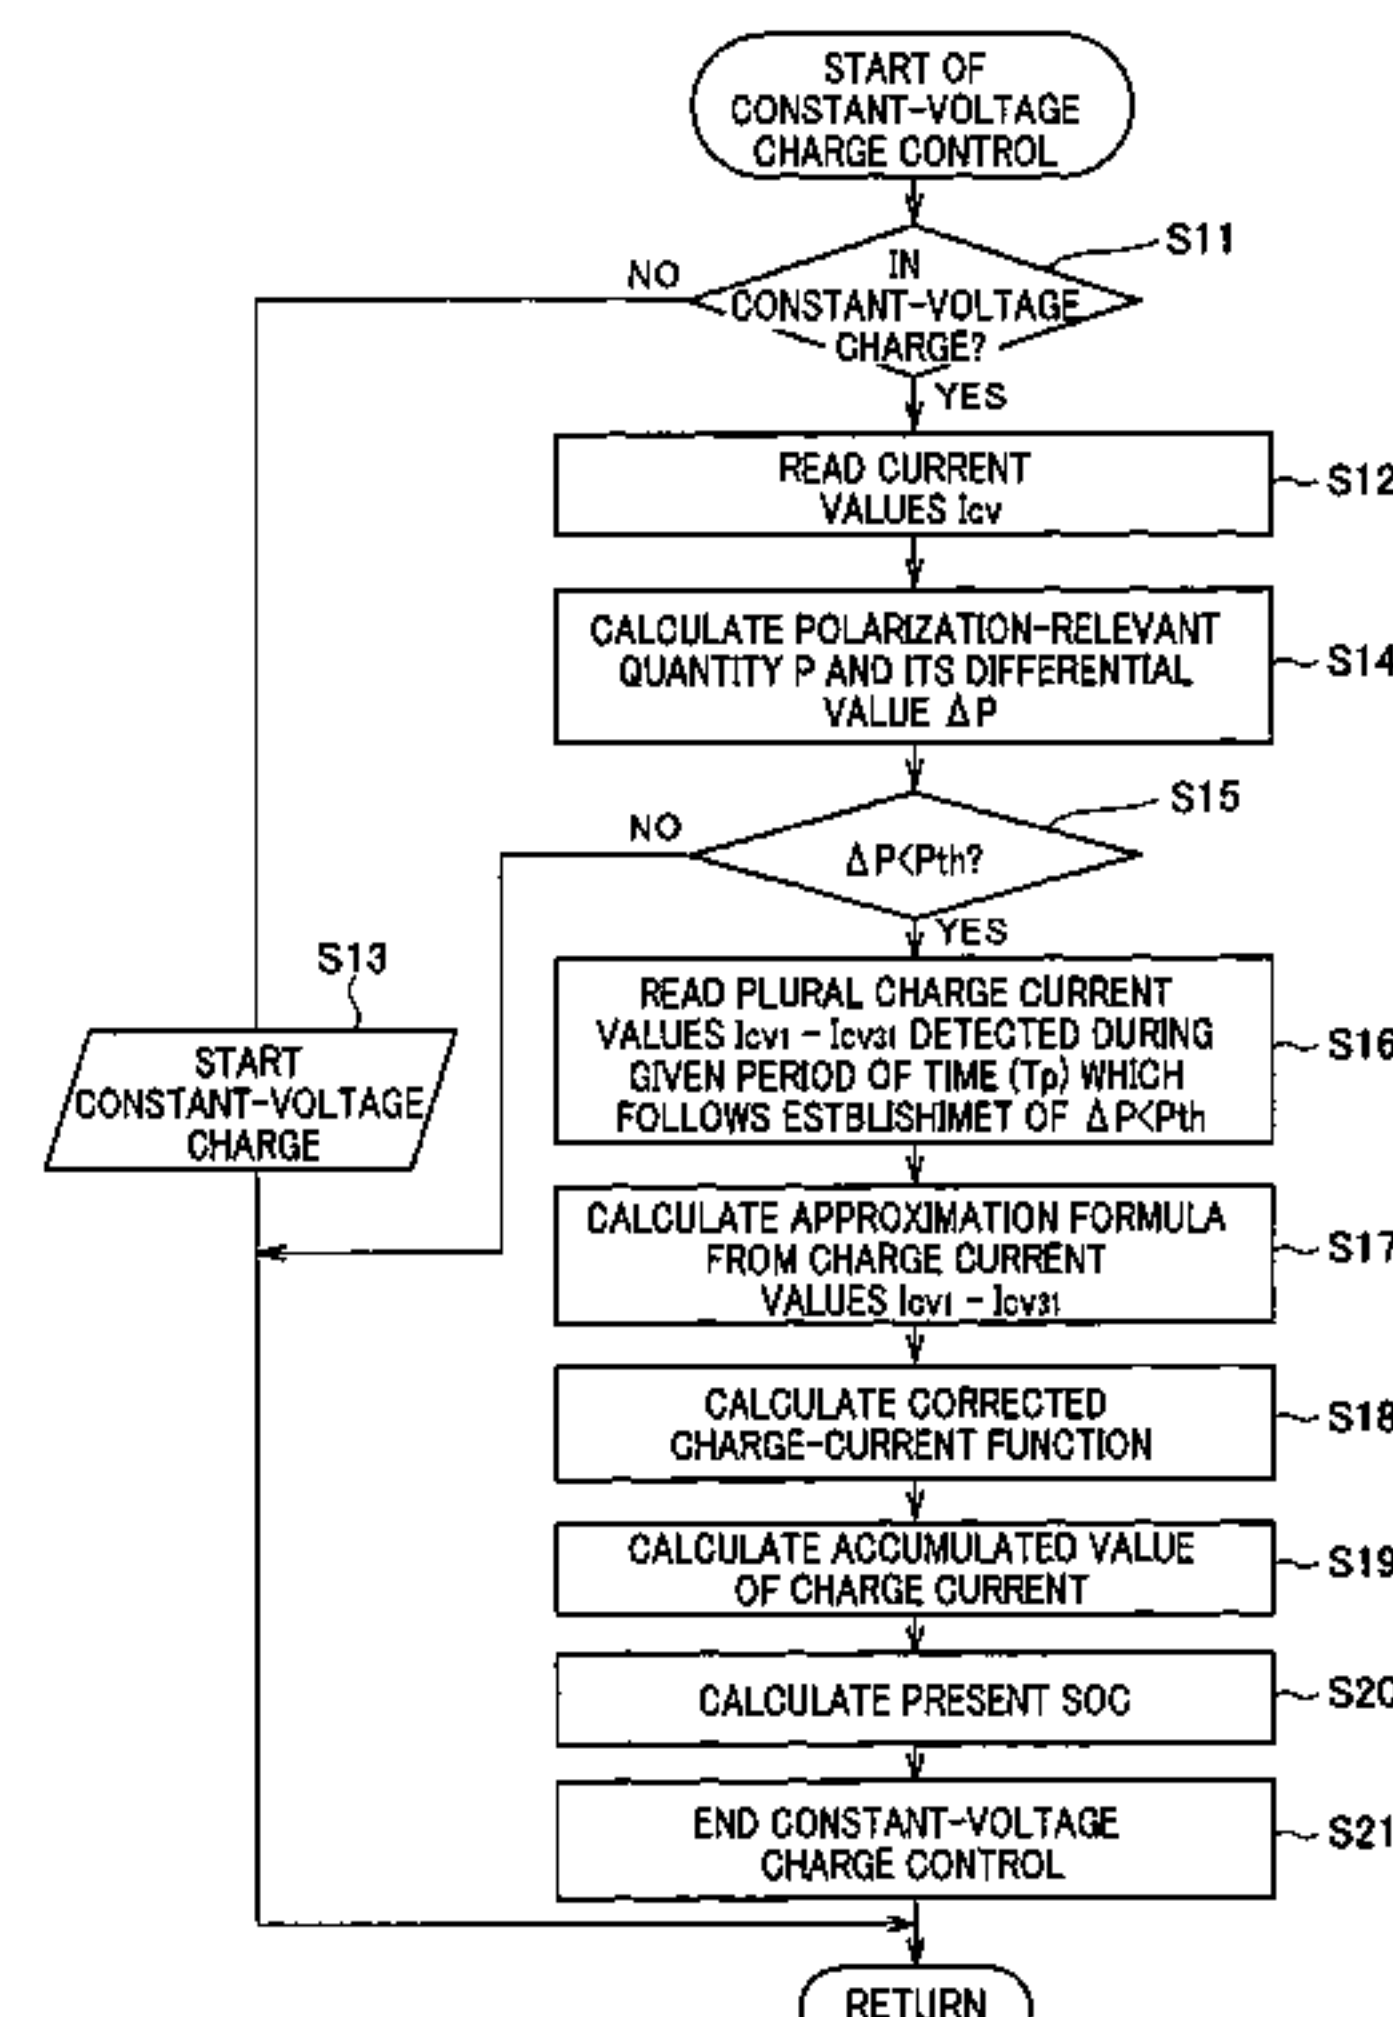 START OF
CONSTANT-VOLTAGE
CHARGE CONTROL
S11
NO
IN
CONSTANT-VOLTAGE
CHARGE?
YES
READ CURRENT
VALUES Icv
S12
CALCULATE POLARIZATION-RELEVANT
QUANTITY P AND ITS DIFFERENTIAL
VALUE ΔP
S14
S15
NO
ΔP<Pth?
YES
S13
START
CONSTANT-VOLTAGE
CHARGE
READ PLURAL CHARGE CURRENT
VALUES Icv1 - Icv31 DETECTED DURING
GIVEN PERIOD OF TIME (Tp) WHICH
FOLLOWS ESTBLISHIMET OF ΔP<Pth
S16
CALCULATE APPROXIMATION FORMULA
FROM CHARGE CURRENT
VALUES Icv1 - Icv31
S17
CALCULATE CORRECTED
CHARGE-CURRENT FUNCTION
S18
CALCULATE ACCUMULATED VALUE
OF CHARGE CURRENT
S19
CALCULATE PRESENT SOC
S20
END CONSTANT-VOLTAGE
CHARGE CONTROL
S21
RETURN